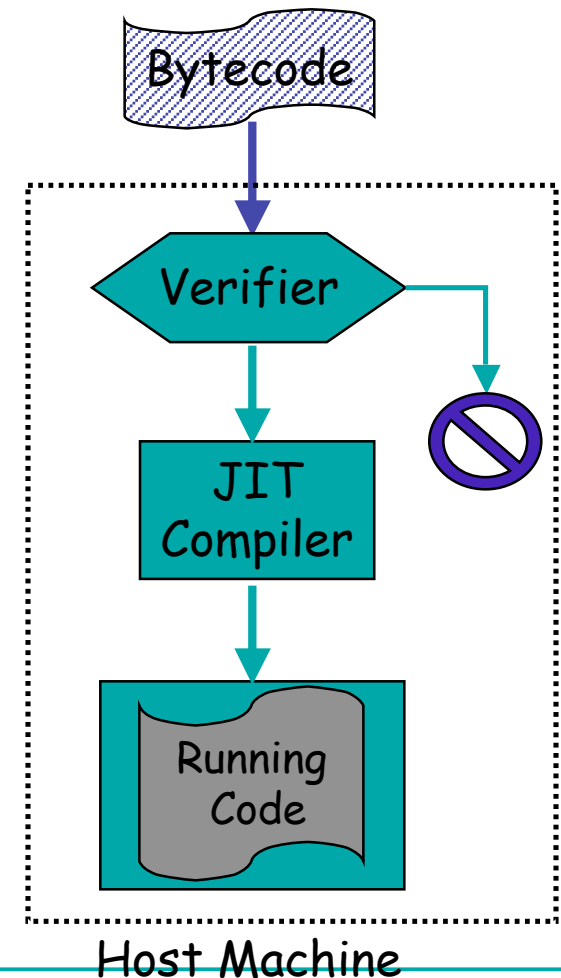 Bytecode
Verifier
JIT
Compiler
Running
Code
Host Machine